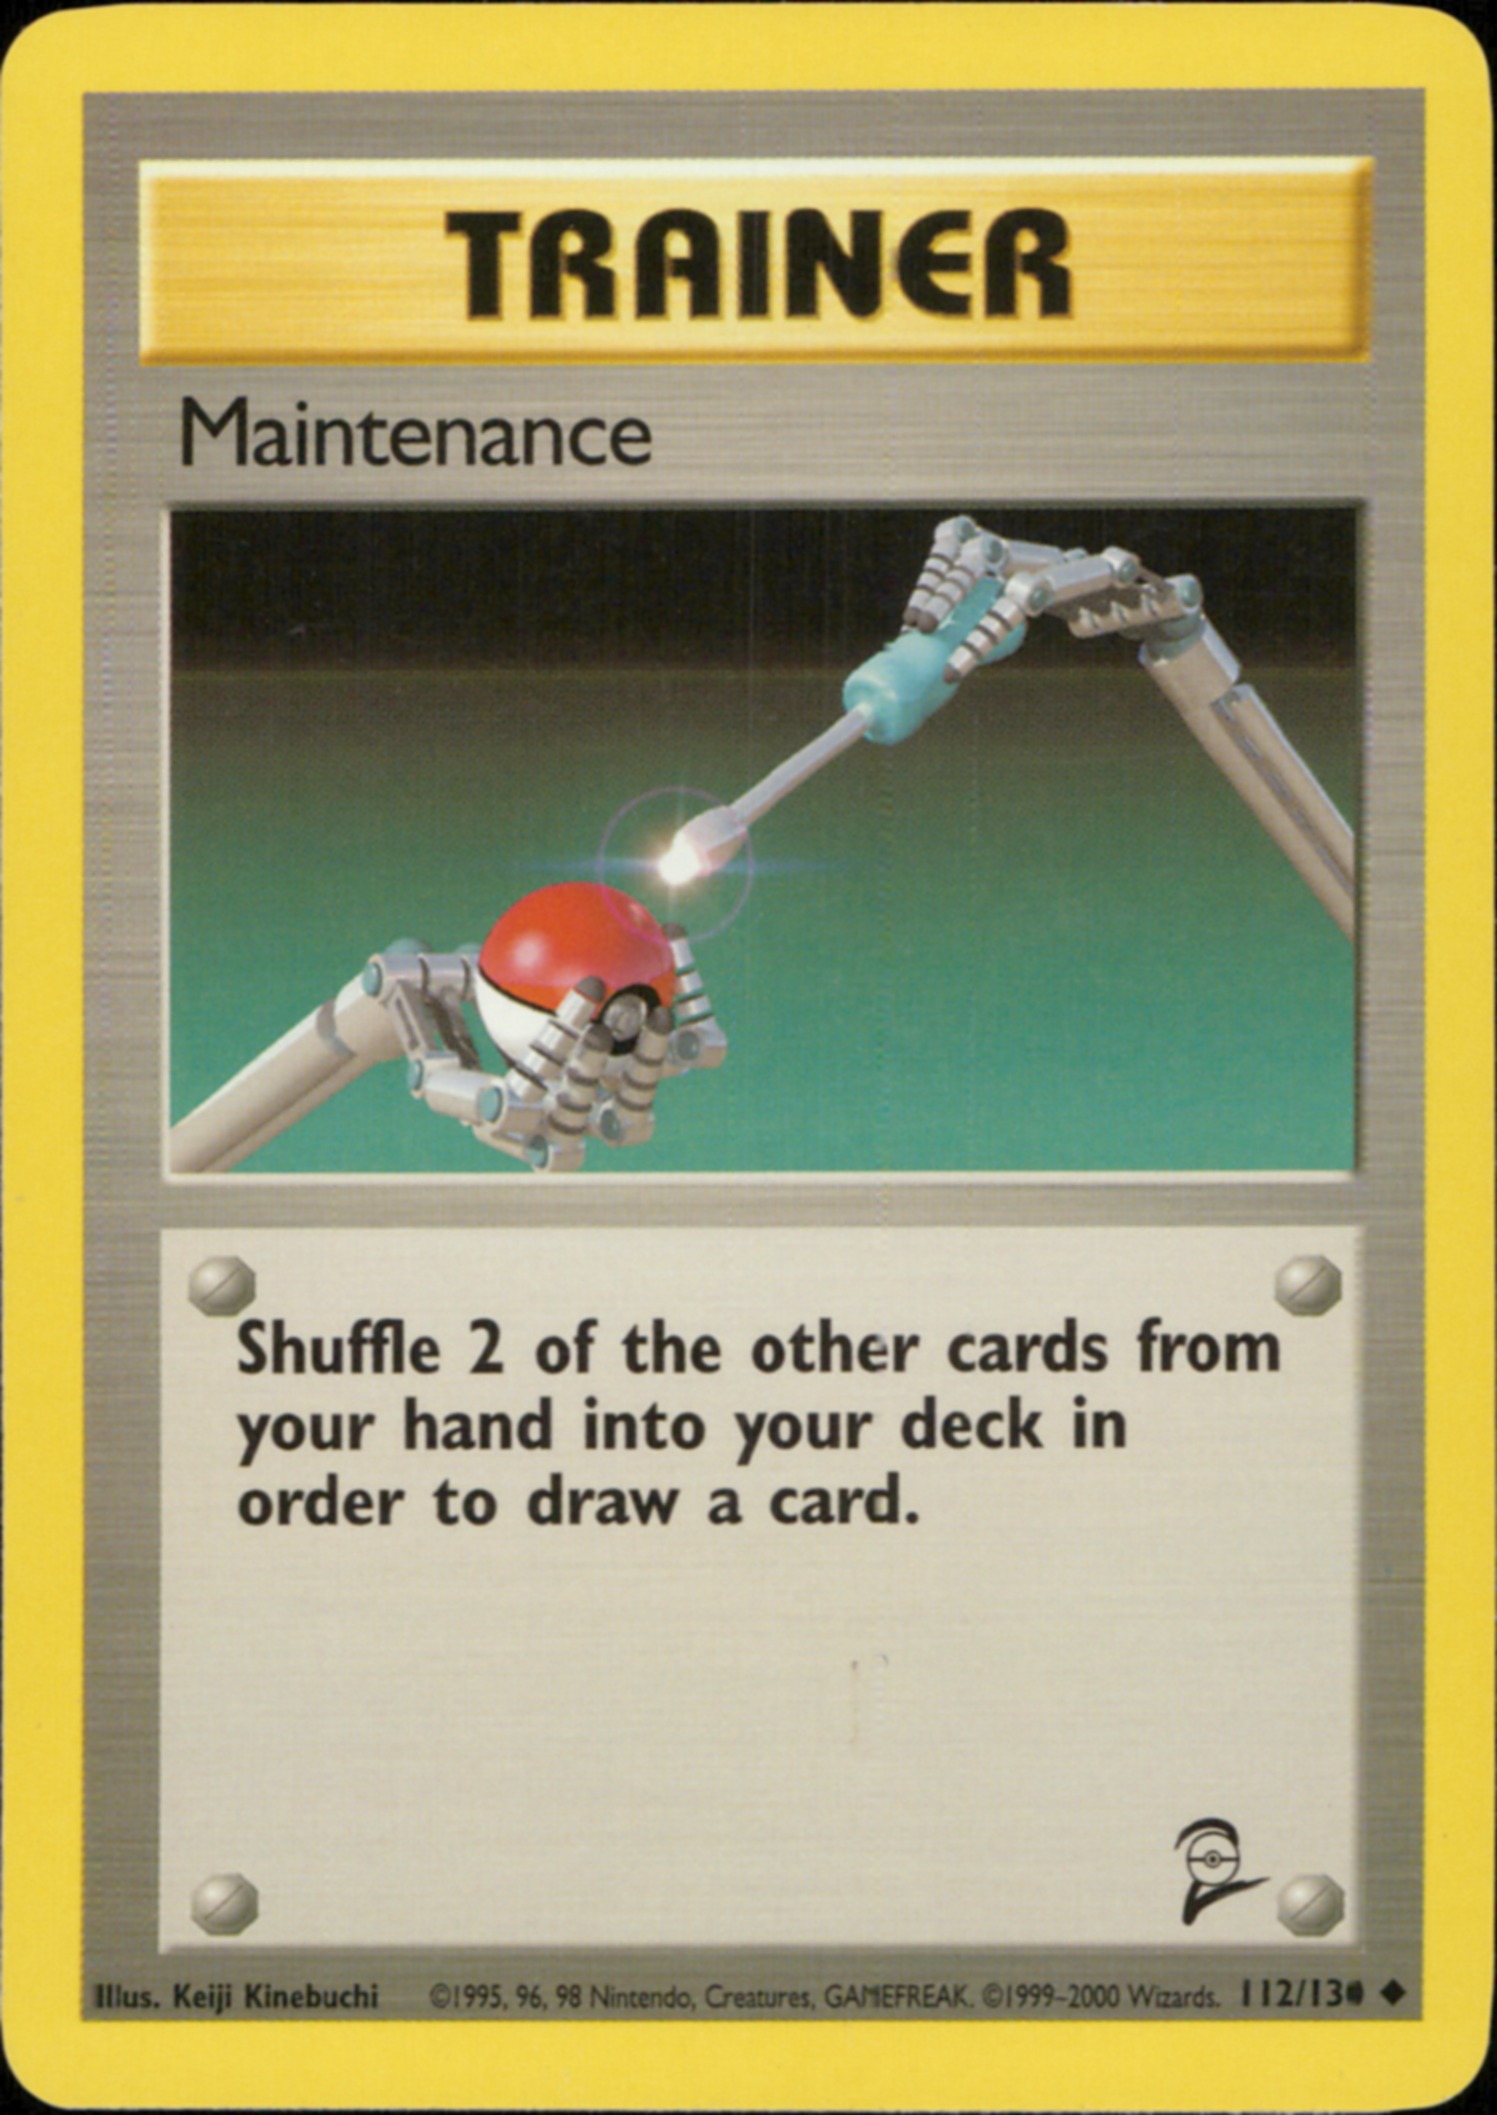 TRAINER
Maintenance
Shuffle 2 of the other cards from
your hand into your deck in
order to draw a card.
Illus. Keiji Kinebuchi ©1995, 96, 98 Nintendo, Creatures, GAMEFREAK. ©1999–2000 Wizards. 112/130 ◆